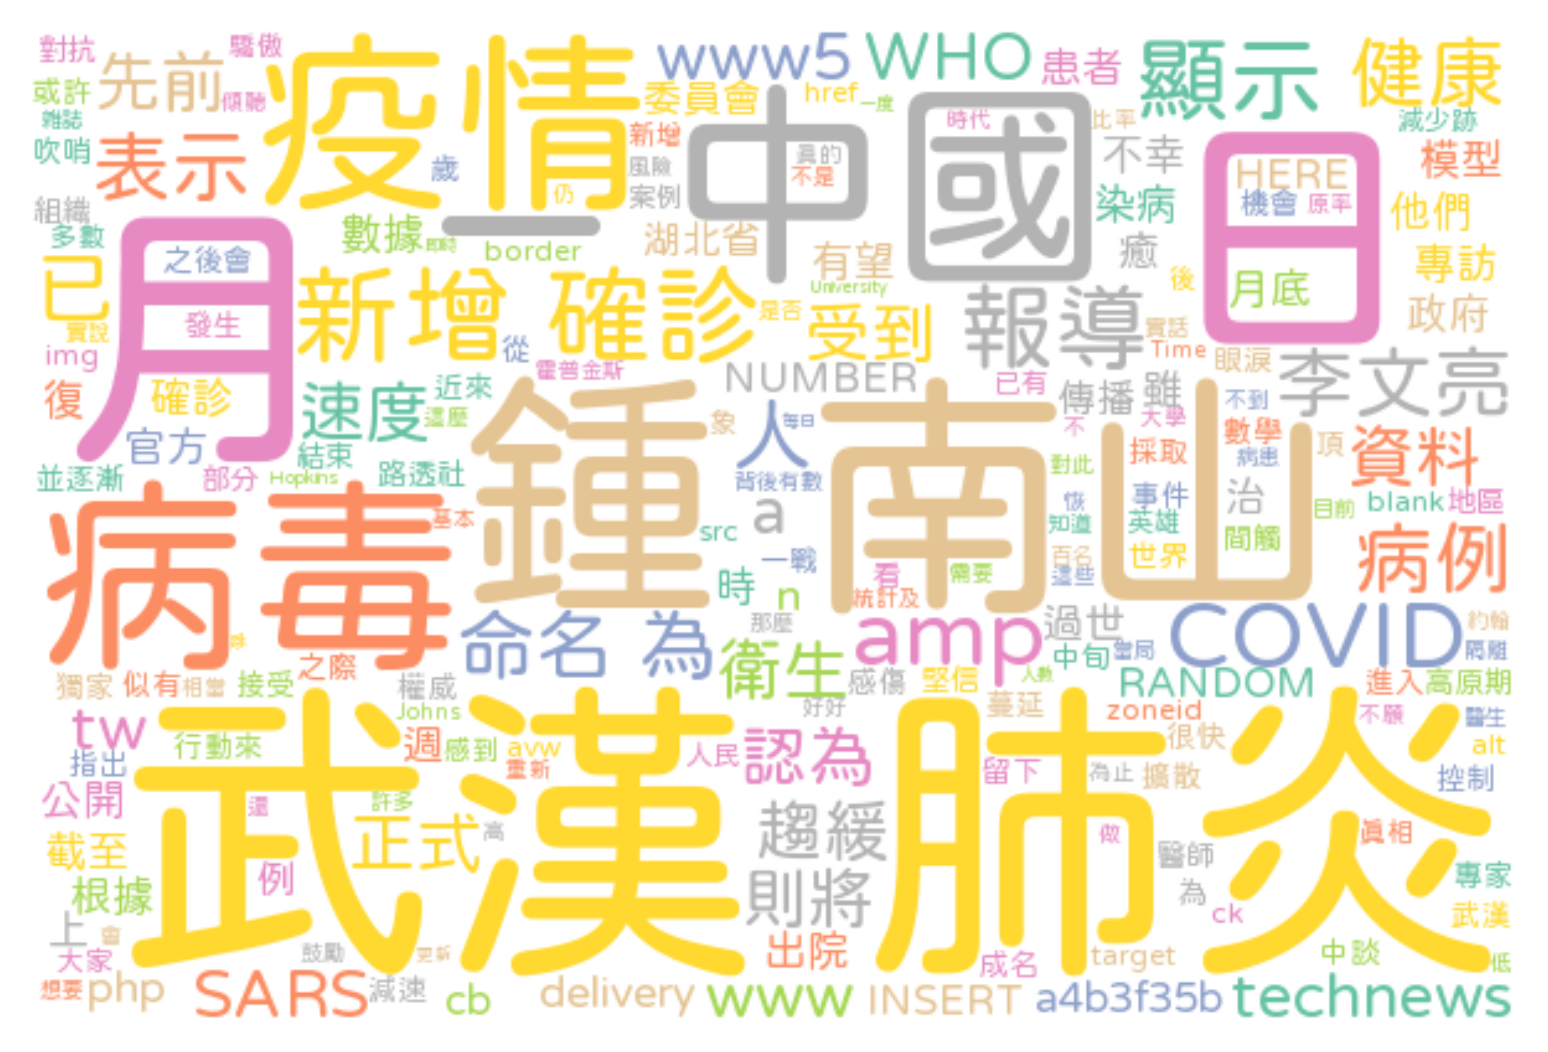 對抗
驕傲
疫情
www5
WHO
患者
顯示
健康
先前
或許
傾聽
雜誌
委員會
href
一度
中國
時代
比率
減少跡
吹哨
表示
歲
仍
新增
風險
案例
真的
不是
不幸
日
HERE
機會
原率
模型
組織
多數
月
之後會
數據
即時
一
border
湖北省
有望
University
染病
癒
後
月底
他們
專訪
政府
已
實說
發生
新增 確診
是否
受到
報導
實話
Time
眼淚
img
復
確診
從
速度
近來
這麼
霍普金斯
NUMBER
已有
傳播
雖
不到
李文亮
官方
結束
鍾南山
象
人
每日
不
大學
採取
數學
病患
頂
資料
並逐漸
部分
Hopkins
路透社
背後有數
對此
恢
事件
治
目前
blank
地區
病毒
基本
src
a
知道
英雄
間觸
一戰
百名
這些
世界
病例
時
n
看
需要
統計及
命名 為
那麼
amp
過世
COVID
約翰
中旬
當局
隔離
之際
衛生
人數
獨家
似有
相當
接受
權威
感傷
堅信
RANDOM
進入
高原期
Johns
好好
蔓延
zoneid
不願
醫生
tw
行動來
週
感到
avw
重新
人民
認為
留下
為止
很快
擴散
alt
指出
控制
公開
武漢肺炎
還
許多
正式
高
趨緩
做
真相
截至
醫師
根據
例
則將
為
專家
ck
武漢
上
會
大家
鼓勵
更新
出院
成名
target
中談
低
想要
php
SARS
減速
cb
delivery
www
INSERT
a4b3f35b
technews